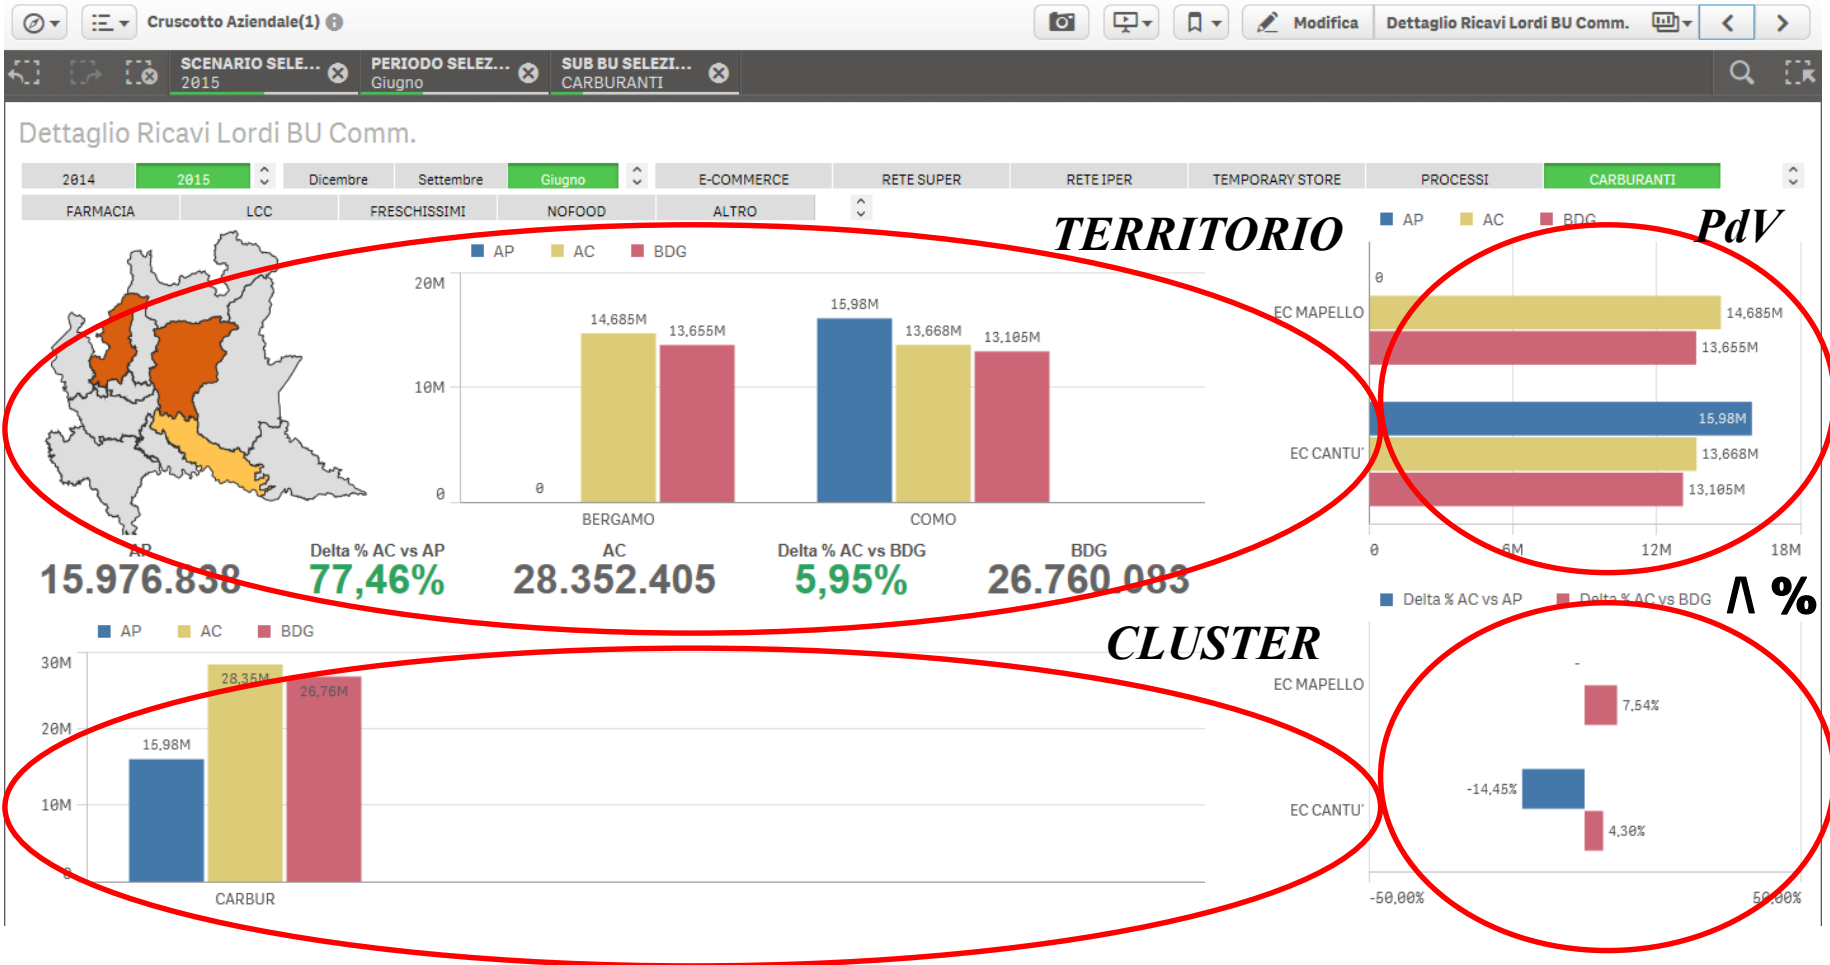 Cruscotto Aziendale(1)
Modifica
Dettaglio Ricavi Lordi BU Comm.
SCENARIO SELE...
2015
PERIODO SELEZ...
Giugno
SUB BU SELEZI...
CARBURANTI
Dettaglio Ricavi Lordi BU Comm.
2014 2015 Dicembre Settembre Giugno E-COMMERCE RETE SUPER RETE IPER TEMPORARY STORE PROCESSI CARBURANTI
FARMACIA LCC FRESCHISSIMI NOFOOD ALTRO
TERRITORIO
AP AC BDG
20M
10M
0
0
14,685M
13,655M
15,98M
13,668M
13,105M
BERGAMO COMO
AP AC BDG
PdV
EC MAPELLO
0
14,685M
13,655M
EC CANTU'
15,98M
13,668M
13,105M
0 6M 12M 18M
AP
15.976.838
Delta % AC vs AP
77,46%
AC
28.352.405
Delta % AC vs BDG
5,95%
BDG
26.760.083
CLUSTER
AP AC BDG
30M
20M
10M
0
15,98M
28,35M
26,76M
CARBUR
Delta % AC vs AP Delta % AC vs BDG
/\ %
EC MAPELLO
-
7,54%
EC CANTU'
-14,45%
4,30%
-50,00% 50,00%